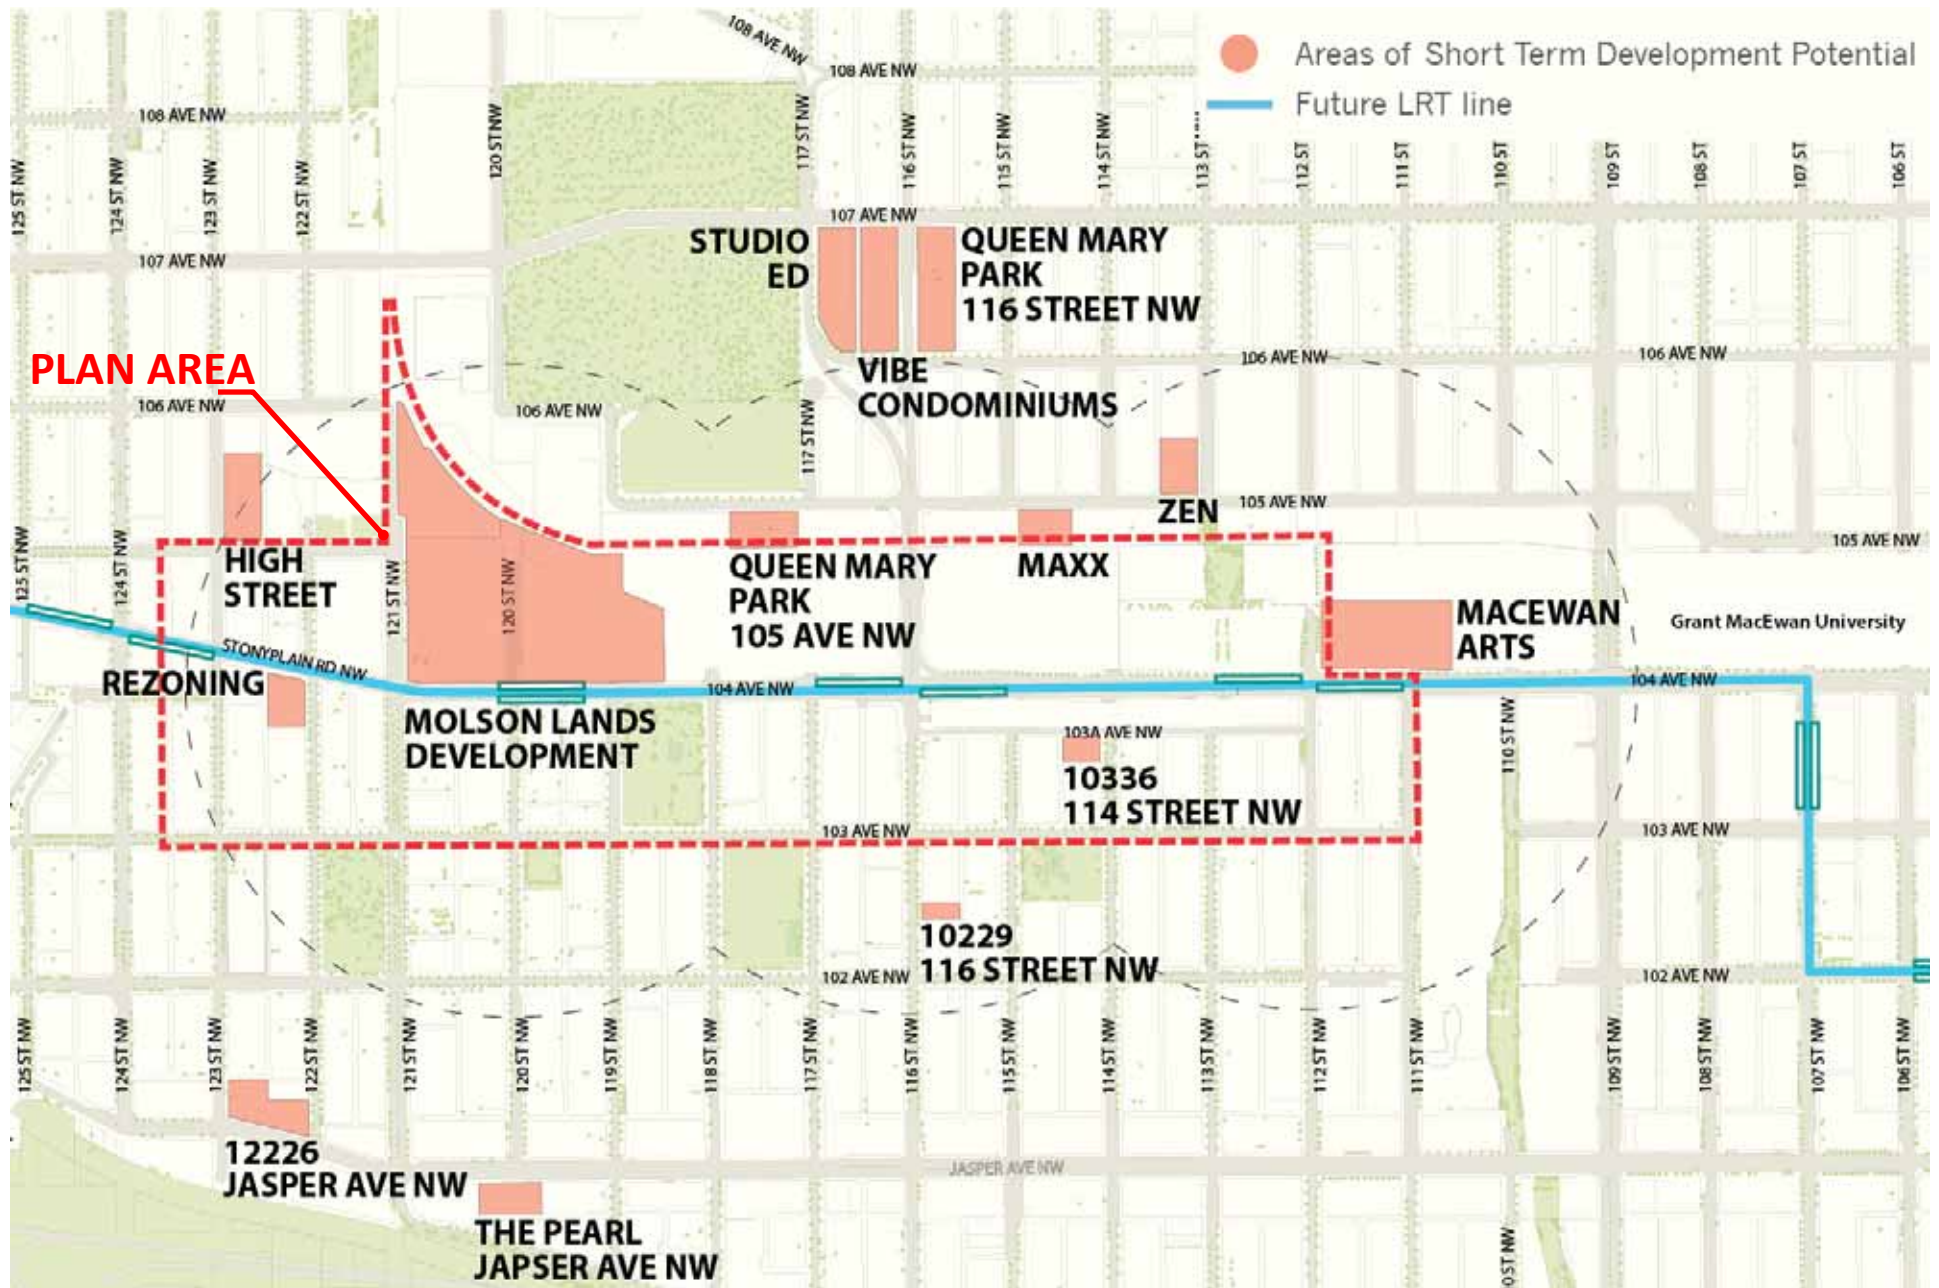 108 AVE NW
108 AVE NW
Areas of Short Term Development Potential
Future LRT line
108 AVE NW
125 ST NW
124 ST NW
123 ST NW
122 ST NW
120 ST NW
117 ST NW
116 ST NW
115 ST NW
114 ST NW
113 ST
112 ST
111 ST
110 ST
109 ST
108 ST
107 ST
106 ST
107 AVE NW
107 AVE NW
STUDIO
ED
QUEEN MARY
PARK
116 STREET NW
PLAN AREA
106 AVE NW
106 AVE NW
VIBE
CONDOMINIUMS
106 AVE NW
106 AVE NW
117 ST NW
105 AVE NW
ZEN
105 AVE NW
HIGH
STREET
QUEEN MARY
PARK
105 AVE NW
MAXX
MACEWAN
ARTS
Grant MacEwan University
125 ST NW
124 ST NW
121 ST NW
120 ST NW
STONYPLAIN RD NW
REZONING
104 AVE NW
104 AVE NW
MOLSON LANDS
DEVELOPMENT
103A AVE NW
110 ST NW
10336
114 STREET NW
103 AVE NW
103 AVE NW
10229
116 STREET NW
102 AVE NW
102 AVE NW
125 ST NW
124 ST NW
123 ST NW
122 ST NW
121 ST NW
120 ST NW
119 ST NW
118 ST NW
117 ST NW
116 ST NW
115 ST NW
114 ST NW
113 ST NW
112 ST NW
111 ST NW
109 ST NW
108 ST NW
107 ST NW
106 ST NW
12226
JASPER AVE NW
JASPER AVE NW
THE PEARL
JAPSER AVE NW
0 ST NW